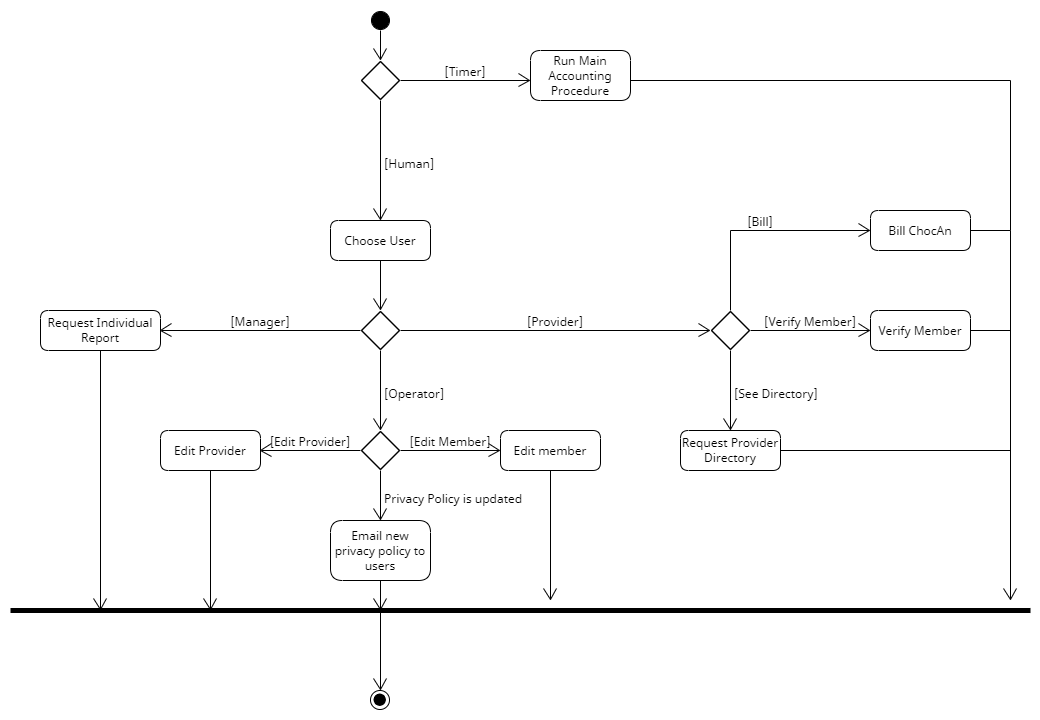 [Timer]
Run Main
Accounting
Procedure
[Human]
[Bill]
Bill ChocAn
Choose User
Request Individual
Report
[Manager]
[Provider]
[Verify Member]
Verify Member
[Operator]
[See Directory]
Edit Provider
[Edit Provider]
[Edit Member]
Edit member
Request Provider
Directory
Privacy Policy is updated
Email new
privacy policy to
users